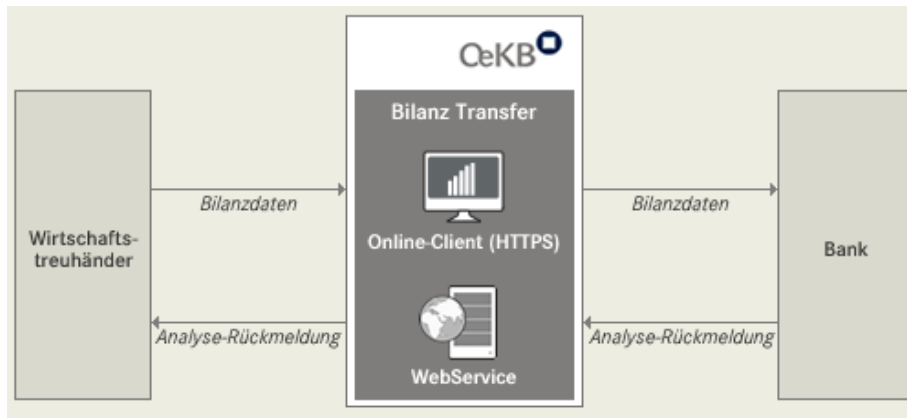 OeKB
Bilanz Transfer
Bilanzdaten
Bilanzdaten
Online-Client (HTTPS)
Wirtschafts-
treuhänder
Bank
Analyse-Rückmeldung
Analyse-Rückmeldung
WebService